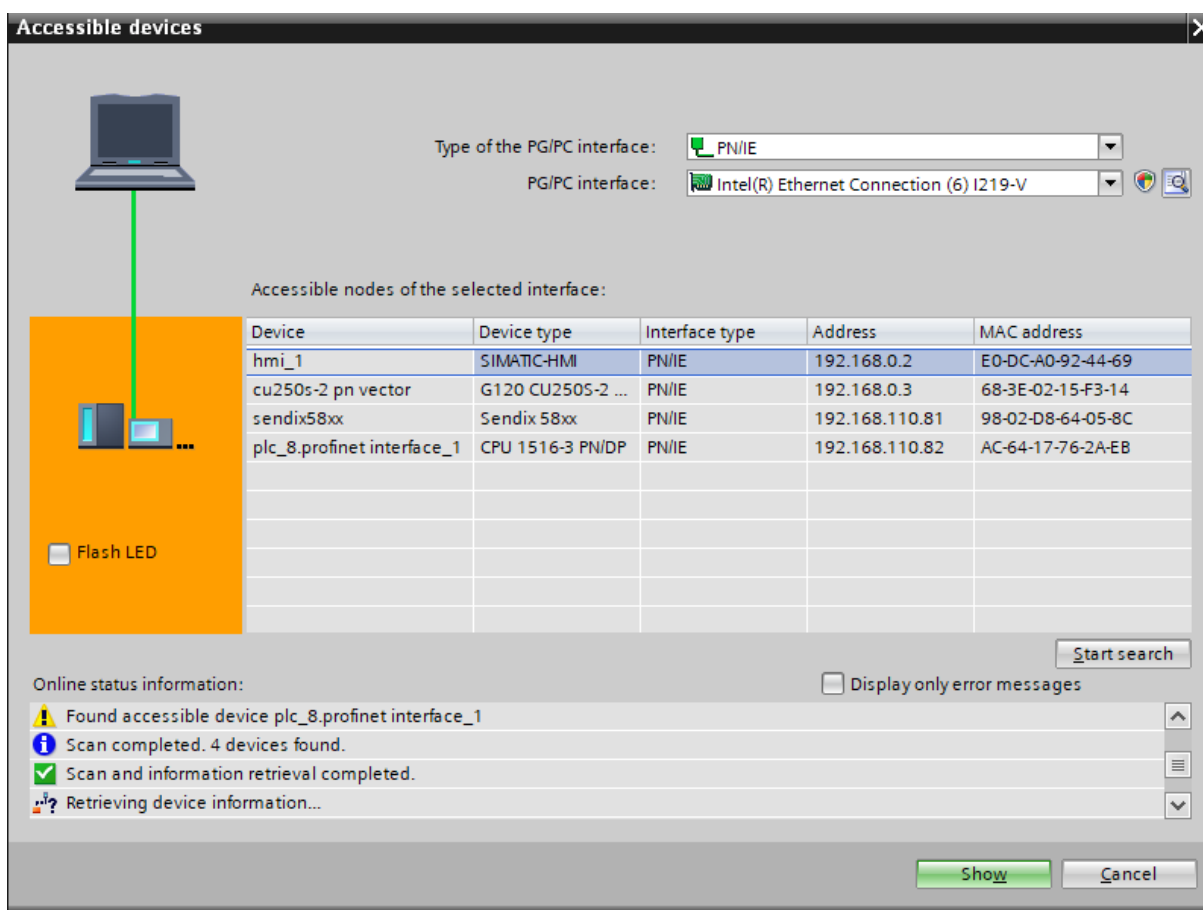 Accessible devices
Type of the PG/PC interface: PN/IE
PG/PC interface: Intel(R) Ethernet Connection (6) I219-V
Accessible nodes of the selected interface:
Device Device type Interface type Address MAC address
hmi_1 SIMATIC-HMI PN/IE 192.168.0.2 E0-DC-A0-92-44-69
cu250s-2 pn vector G120 CU250S-2 ... PN/IE 192.168.0.3 68-3E-02-15-F3-14
sendix58xx Sendix 58xx PN/IE 192.168.110.81 98-02-D8-64-05-8C
plc_8.profinet interface_1 CPU 1516-3 PN/DP PN/IE 192.168.110.82 AC-64-17-76-2A-EB
Flash LED
Start search
Online status information: Display only error messages
Found accessible device plc_8.profinet interface_1
Scan completed. 4 devices found.
Scan and information retrieval completed.
Retrieving device information...
Show Cancel